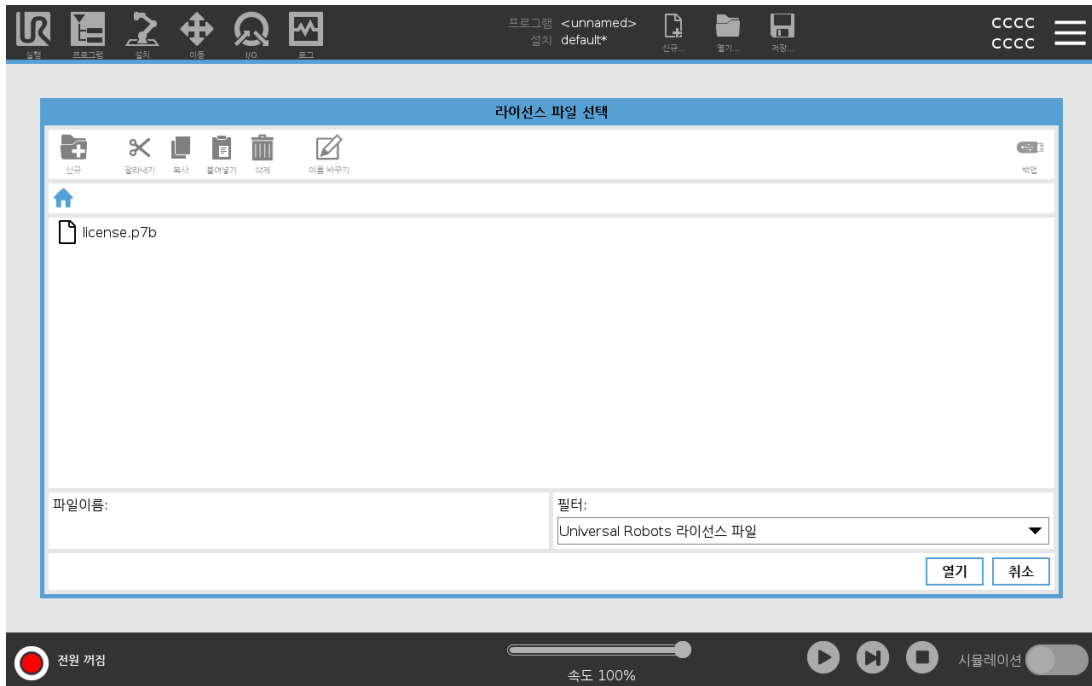 UR
프로그램 <unnamed>
설치 default*
CCCC
CCCC
실행 프로그램 설치 이동 I/O 로그 신규... 열기... 저장...
라이선스 파일 선택
신규 잘라내기 복사 붙여넣기 삭제 이름 바꾸기 백업
license.p7b
파일이름: 필터:
Universal Robots 라이선스 파일
열기 취소
전원 꺼짐 시뮬레이션
속도 100%